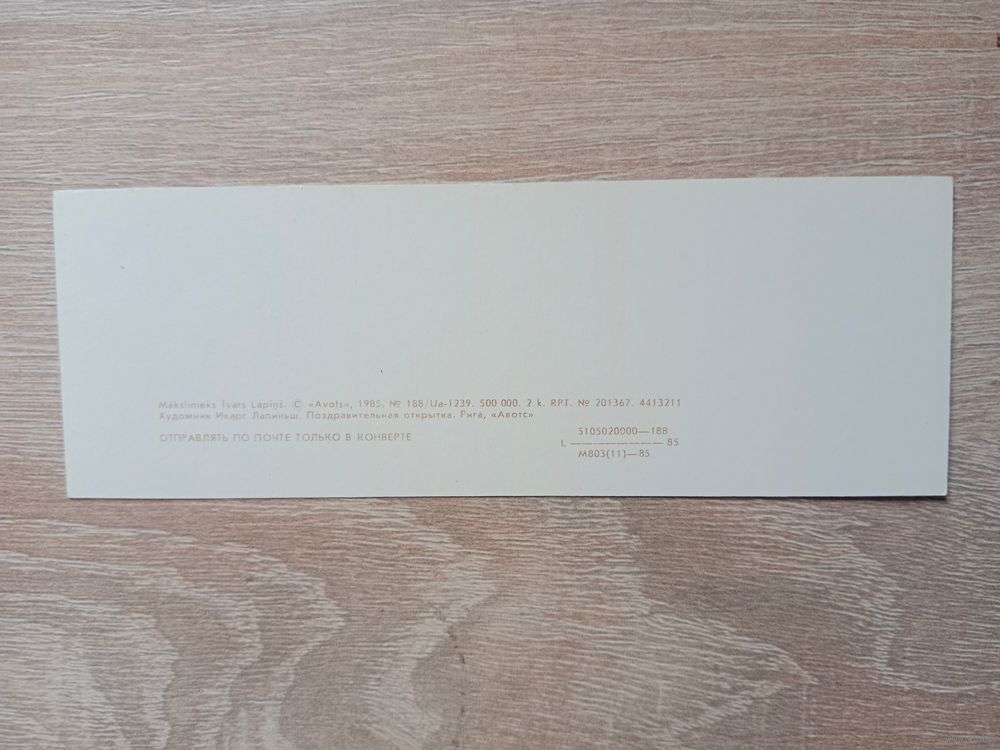 Mākslinieks Ivars Lapiņš. © «Avots», 1985. № 188/Ua-1239. 500 000. 2 k. RPT. № 201367. 4413211
Художник Иварс Лапиньш. Поздравительная открытка. Рига, «Авотс»
ОТПРАВЛЯТЬ ПО ПОЧТЕ ТОЛЬКО В КОНВЕРТЕ
5105020000—188
L ———————— 85
M803(11)—85